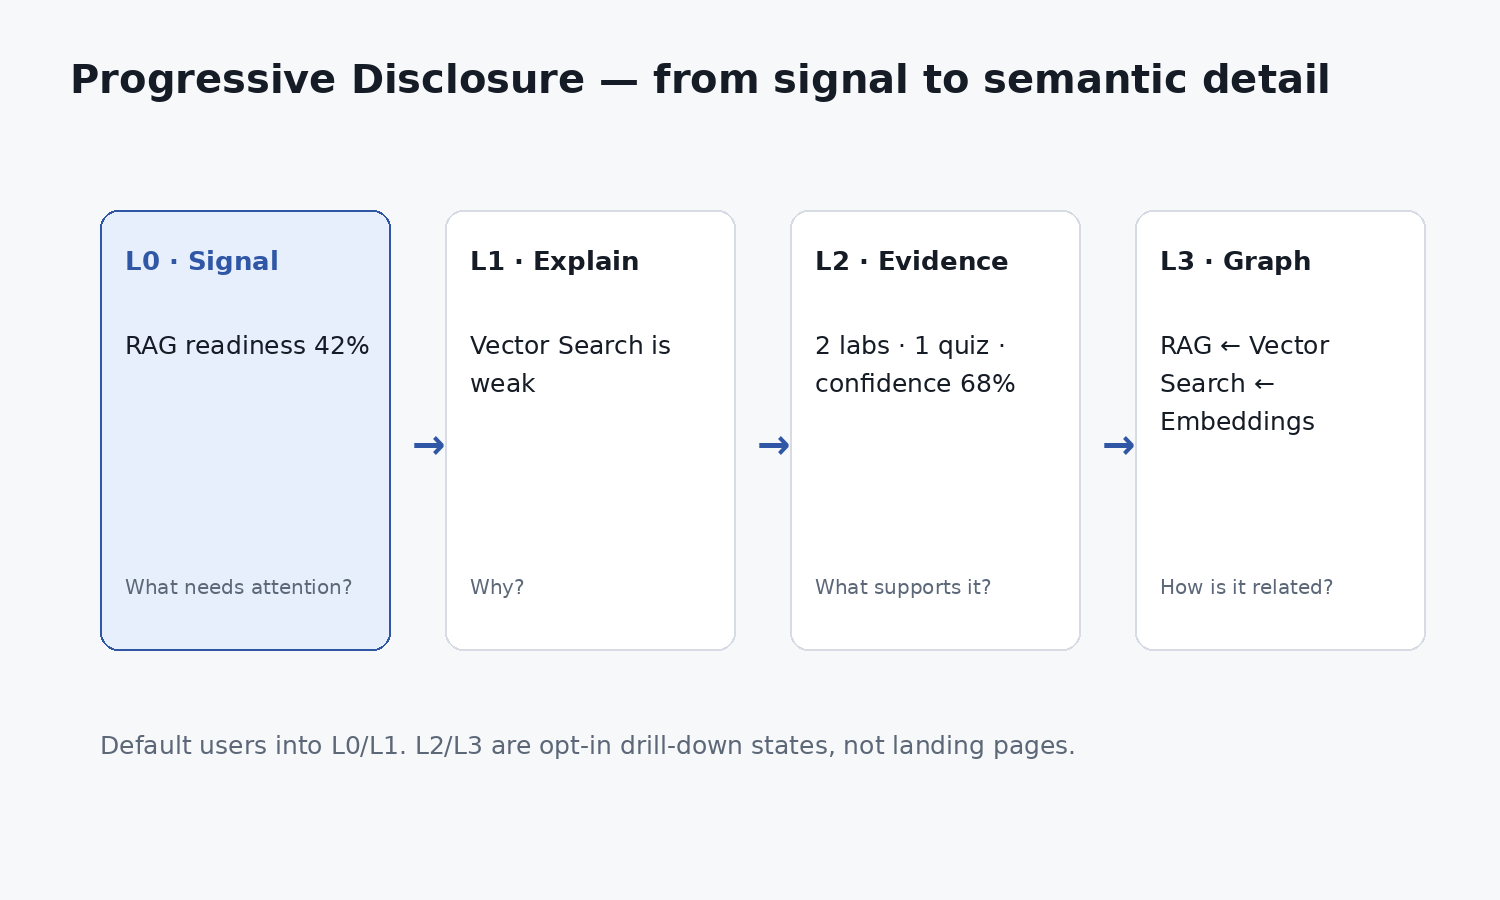 Progressive Disclosure — from signal to semantic detail
L0 · Signal
RAG readiness 42%
What needs attention?
→
L1 · Explain
Vector Search is
weak
Why?
→
L2 · Evidence
2 labs · 1 quiz ·
confidence 68%
What supports it?
→
L3 · Graph
RAG ← Vector
Search ←
Embeddings
How is it related?
Default users into L0/L1. L2/L3 are opt-in drill-down states, not landing pages.